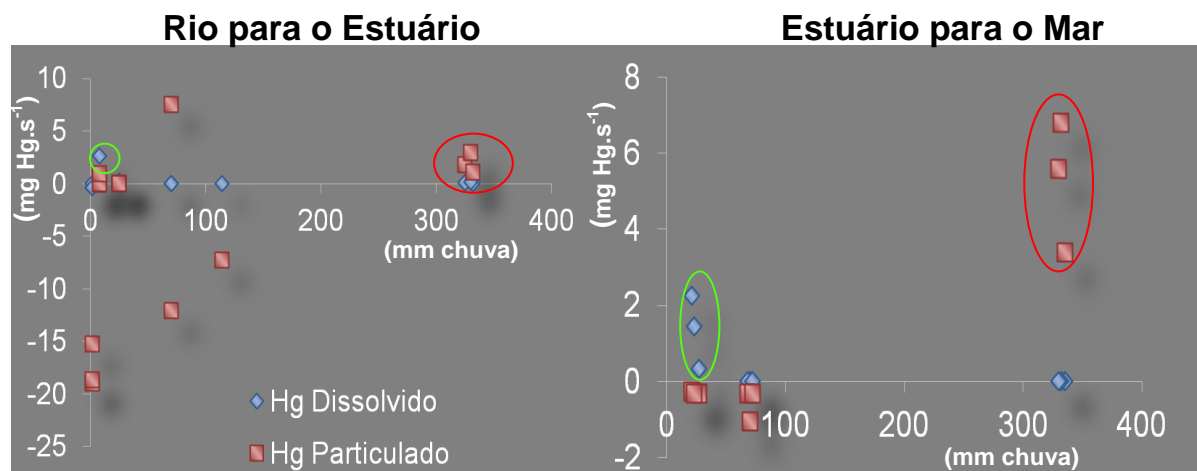 Rio para o Estuário
10
5
0
-5
-10
-15
-20
-25
(mg Hg.s-1)
0 100 200 300 400
(mm chuva)
Hg Dissolvido
Hg Particulado
Estuário para o Mar
8
6
4
2
0
-2
(mg Hg.s-1)
0 100 200 300 400
(mm chuva)